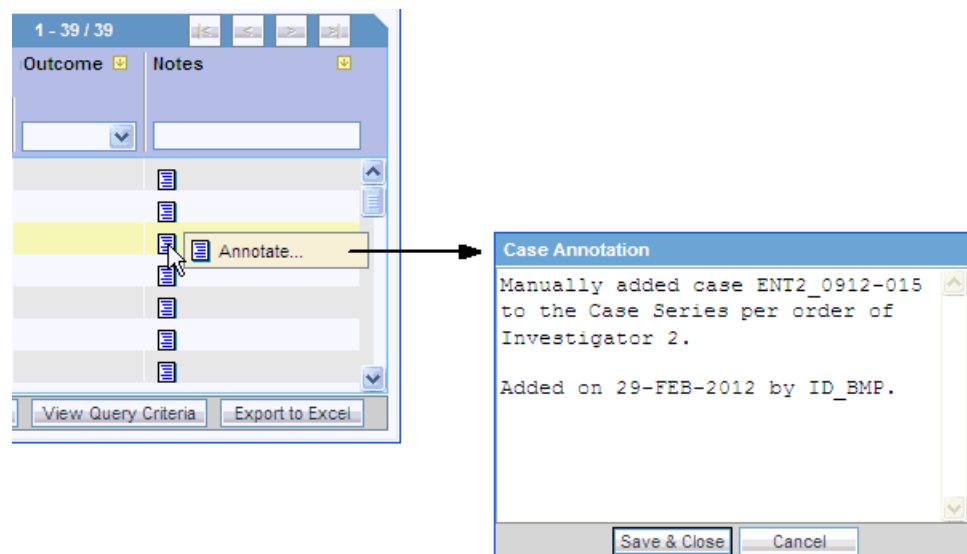 1 - 39 / 39
Outcome Notes
Annotate...
View Query Criteria Export to Excel
Case Annotation
Manually added case ENT2_0912-015
to the Case Series per order of
Investigator 2.
Added on 29-FEB-2012 by ID_BMP.
Save & Close Cancel